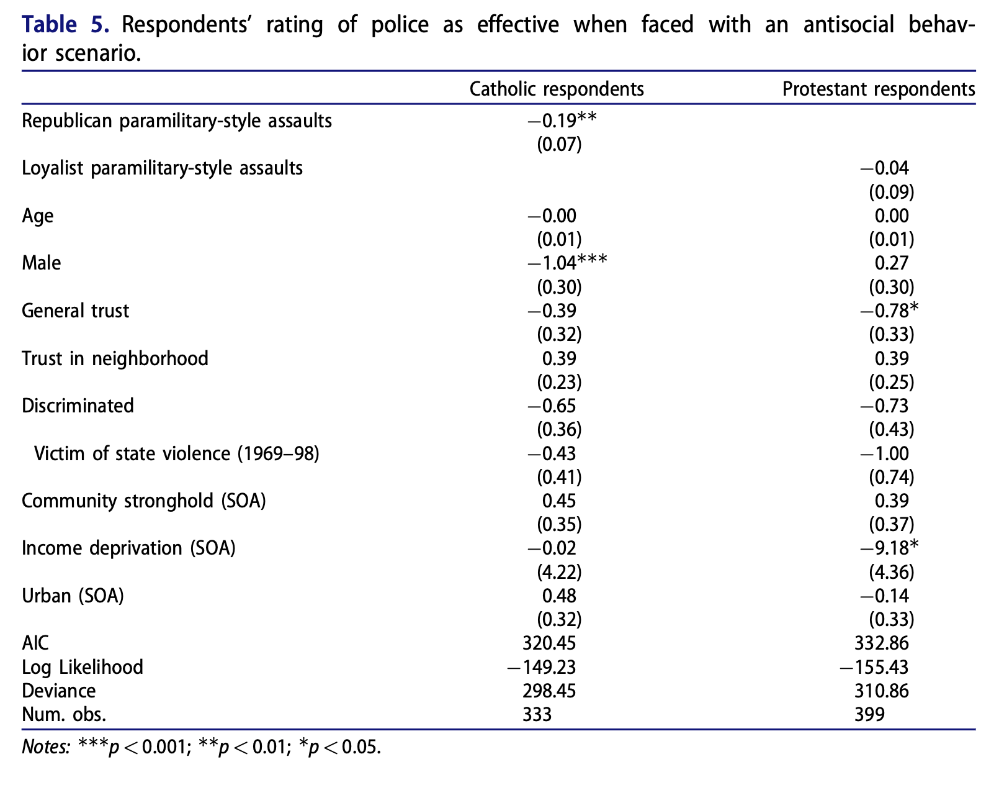 Table 5. Respondents’ rating of police as effective when faced with an antisocial behav-
ior scenario.
Catholic respondents Protestant respondents
Republican paramilitary-style assaults −0.19**
(0.07)
Loyalist paramilitary-style assaults −0.04
(0.09)
Age −0.00 0.00
(0.01) (0.01)
Male −1.04*** 0.27
(0.30) (0.30)
General trust −0.39 −0.78*
(0.32) (0.33)
Trust in neighborhood 0.39 0.39
(0.23) (0.25)
Discriminated −0.65 −0.73
(0.36) (0.43)
Victim of state violence (1969–98) −0.43 −1.00
(0.41) (0.74)
Community stronghold (SOA) 0.45 0.39
(0.35) (0.37)
Income deprivation (SOA) −0.02 −9.18*
(4.22) (4.36)
Urban (SOA) 0.48 −0.14
(0.32) (0.33)
AIC 320.45 332.86
Log Likelihood −149.23 −155.43
Deviance 298.45 310.86
Num. obs. 333 399
Notes: ***p < 0.001; **p < 0.01; *p < 0.05.